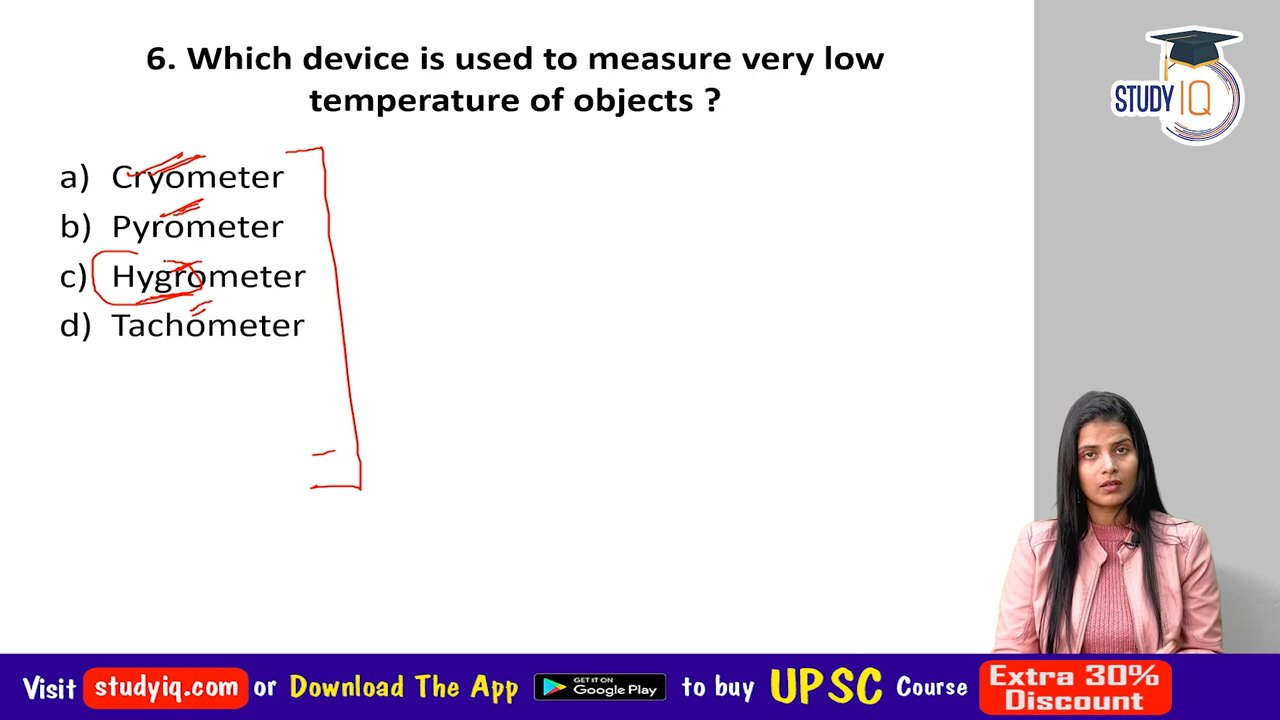 6. Which device is used to measure very low
temperature of objects ?
STUDY IQ
a) Cryometer
b) Pyrometer
c) Hygrometer
d) Tachometer
Visit studyiq.com or Download The App GET IT ON Google Play to buy UPSC Course Extra 30% Discount